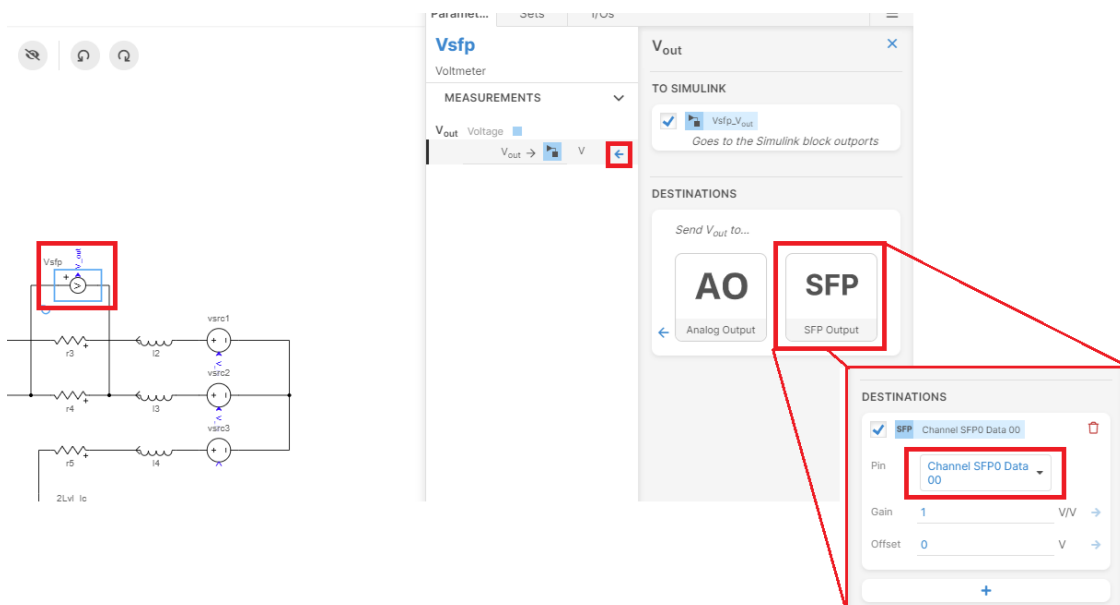 Paramet... Sets I/Os
Vsfp
Voltmeter
MEASUREMENTS
Vout Voltage
Vout → V
Vout
TO SIMULINK
Vsfp_Vout
Goes to the Simulink block outports
DESTINATIONS
Send Vout to...
AO
Analog Output
SFP
SFP Output
DESTINATIONS
SFP Channel SFP0 Data 00
Pin
Channel SFP0 Data
00
Gain 1 V/V
Offset 0 V
+
Vsfp
V_out
+
vsrc1
r3 +
l2
+ I
vsrc2
r4 +
l3
+ I
vsrc3
r5 +
l4
+ I
2Lvl